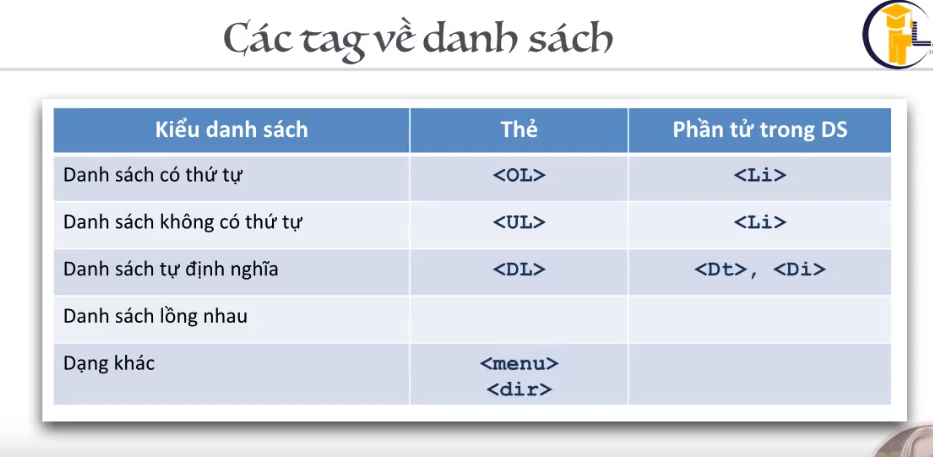 Các tag về danh sách
L
Kiểu danh sách Thẻ Phần tử trong DS
Danh sách có thứ tự <OL> <Li>
Danh sách không có thứ tự <UL> <Li>
Danh sách tự định nghĩa <DL> <Dt>, <Di>
Danh sách lồng nhau
Dạng khác <menu>
<dir>